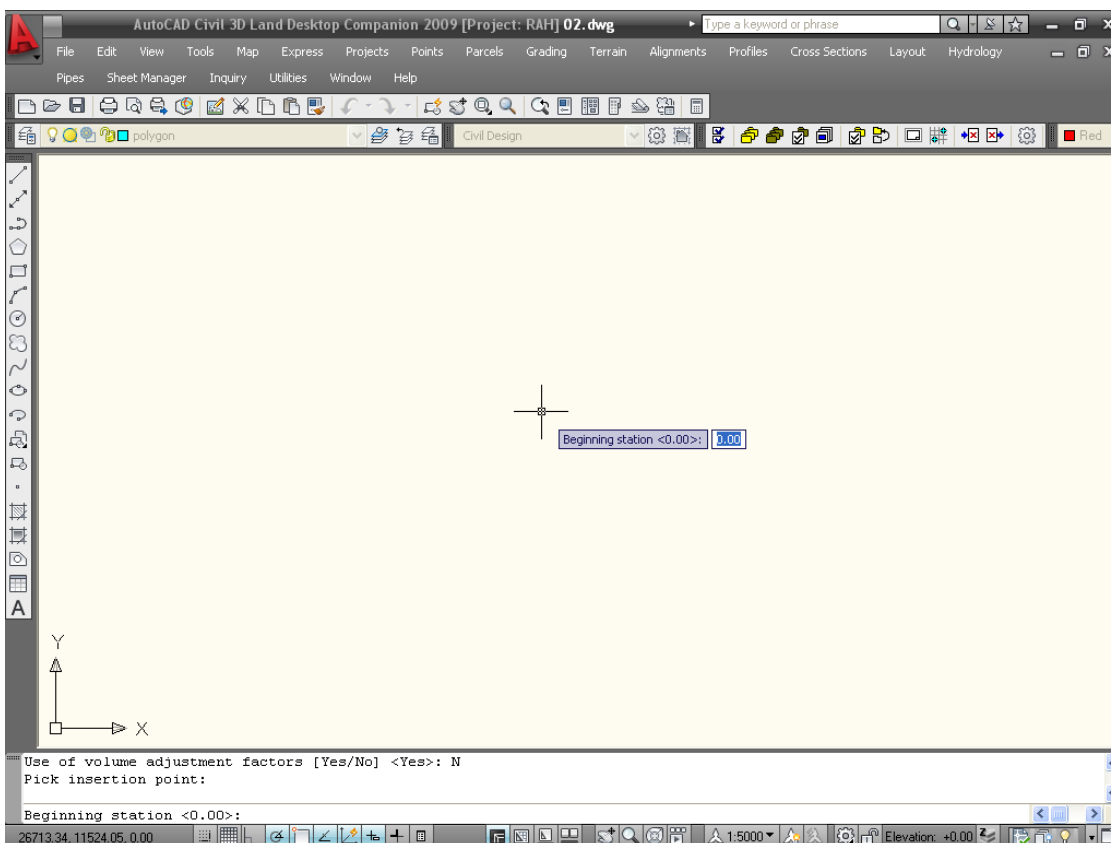 AutoCAD Civil 3D Land Desktop Companion 2009 [Project: RAH] 02.dwg Type a keyword or phrase
File Edit View Tools Map Express Projects Points Parcels Grading Terrain Alignments Profiles Cross Sections Layout Hydrology
Pipes Sheet Manager Inquiry Utilities Window Help
polygon Civil Design Red
Beginning station <0.00>: 0.00
A
Y
X
Use of volume adjustment factors [Yes/No] <Yes>: N
Pick insertion point:
Beginning station <0.00>:
26713.34, 11524.05, 0.00 1:5000 Elevation: +0.00